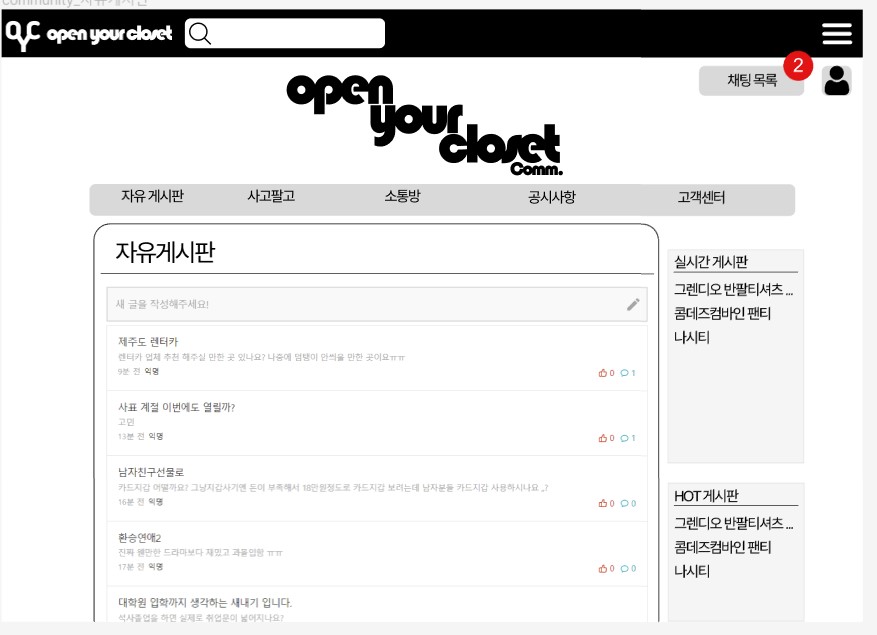 community_자유게시판
OYC open your closet
채팅 목록
2
open
your
closet
Comm.
자유 게시판 사고팔고 소통방 공시사항 고객센터
자유게시판
새 글을 작성해주세요!
제주도 렌터카
렌터카 업체 추천 해주실 만한 곳 있나요? 나중에 덤탱이 안씌울 만한 곳이요ㅠㅠ
9분 전 익명
0 1
사표 계절 이번에도 열릴까?
고민
13분 전 익명
0 1
남자친구선물로
카드지갑 어떨까요? 그냥지갑사기엔 돈이 부족해서 18만원정도로 카드지갑 보려는데 남자분들 카드지갑 사용하시나요 ,?
16분 전 익명
0 0
환승연애2
진짜 웬만한 드라마보다 재밌고 과몰입함 ㅠㅠ
17분 전 익명
0 0
대학원 입학까지 생각하는 새내기 입니다.
석사졸업을 하면 실제로 취업문이 넓어지나요?
실시간 게시판
그렌디오 반팔티셔츠 ...
콤데즈컴바인 팬티
나시티
HOT 게시판
그렌디오 반팔티셔츠 ...
콤데즈컴바인 팬티
나시티